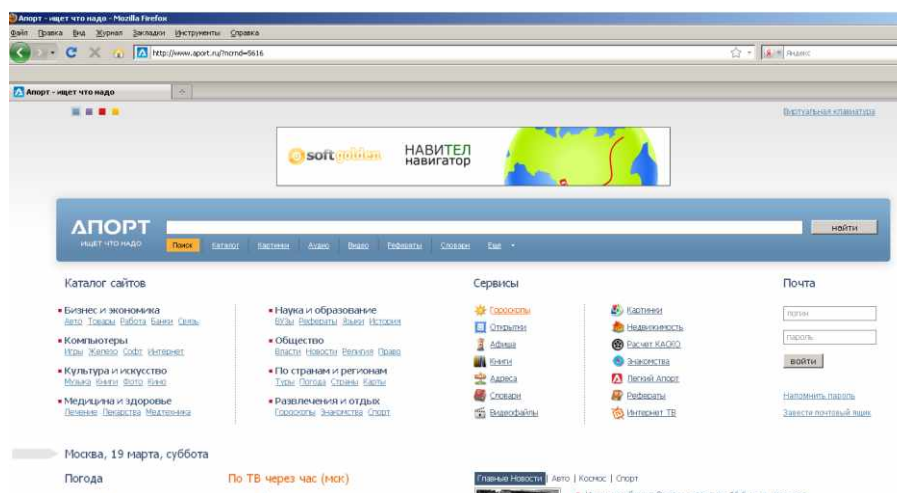 Апорт - ищет что надо - Mozilla Firefox
Файл Правка Вид Журнал Закладки Инструменты Справка
http://www.aport.ru/?ncrnd=5616 Яндекс
Апорт - ищет что надо
Виртуальная клавиатура
softgolden НАВИТЕЛ
навигатор
АПОРТ
ИЩЕТ ЧТО НАДО
найти
Поиск Каталог Картинки Аудио Видео Рефераты Словари Еще
Каталог сайтов Сервисы Почта
Бизнес и экономика Наука и образование Гороскопы Картинки логин
Авто Товары Работа Банки Связь ВУЗы Рефераты Языки История
Открытки Недвижимость
Компьютеры Общество Афиша Расчет КАСКО пароль
Игры Железо Софт Интернет Власти Новости Религия Право
Книги Знакомства войти
Культура и искусство По странам и регионам
Музыка Книги Фото Кино Туры Погода Страны Карты Адреса Легкий Апорт
Медицина и здоровье Развлечения и отдых Словари Рефераты Напомнить пароль
Лечение Лекарства Медтехника Гороскопы Знакомства Спорт Видеофайлы Интернет ТВ Завести почтовый ящик
Москва, 19 марта, суббота
Погода По ТВ через час (мск) Главные Новости | Авто | Космос | Спорт